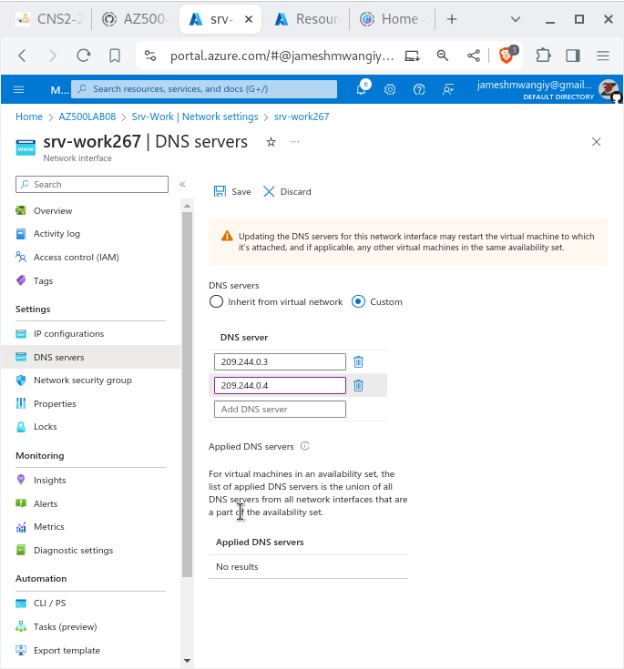 CNS2-2
AZ500-
srv-
Resour
Home -
portal.azure.com/#@jameshmwangiy...
1
M...
Search resources, services, and docs (G+/)
6
jameshmwangiy@gmail...
DEFAULT DIRECTORY
Home > AZ500LAB08 > Srv-Work | Network settings > srv-work267
srv-work267 | DNS servers
Network interface
Search
Save
Discard
Overview
Activity log
Access control (IAM)
Tags
Settings
IP configurations
DNS servers
Network security group
Properties
Locks
Monitoring
Insights
Alerts
Metrics
Diagnostic settings
Automation
CLI / PS
Tasks (preview)
Export template
Updating the DNS servers for this network interface may restart the virtual machine to which
it's attached, and if applicable, any other virtual machines in the same availability set.
DNS servers
Inherit from virtual network
Custom
DNS server
209.244.0.3
209.244.0.4
Add DNS server
Applied DNS servers
For virtual machines in an availability set, the
list of applied DNS servers is the union of all
DNS servers from all network interfaces that are
a part of the availability set.
Applied DNS servers
No results